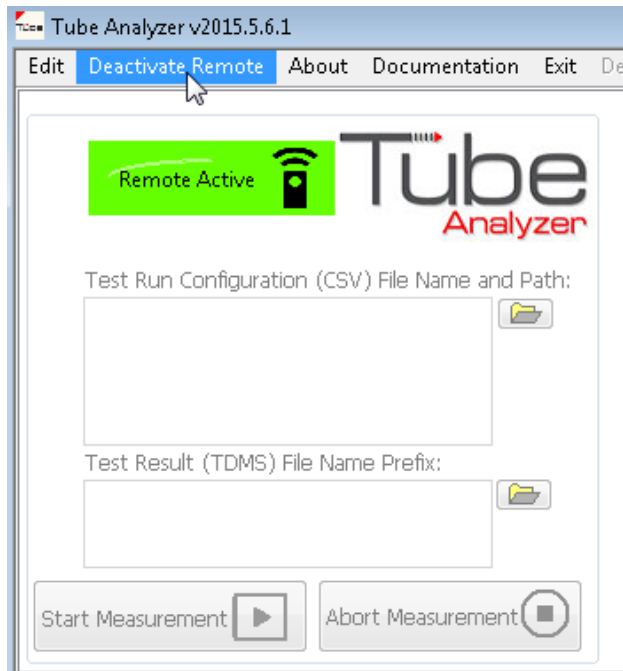 Tube Analyzer v2015.5.6.1
Edit Deactivate Remote About Documentation Exit
Remote Active
Tube
Analyzer
Test Run Configuration (CSV) File Name and Path:
Test Result (TDMS) File Name Prefix:
Start Measurement
Abort Measurement